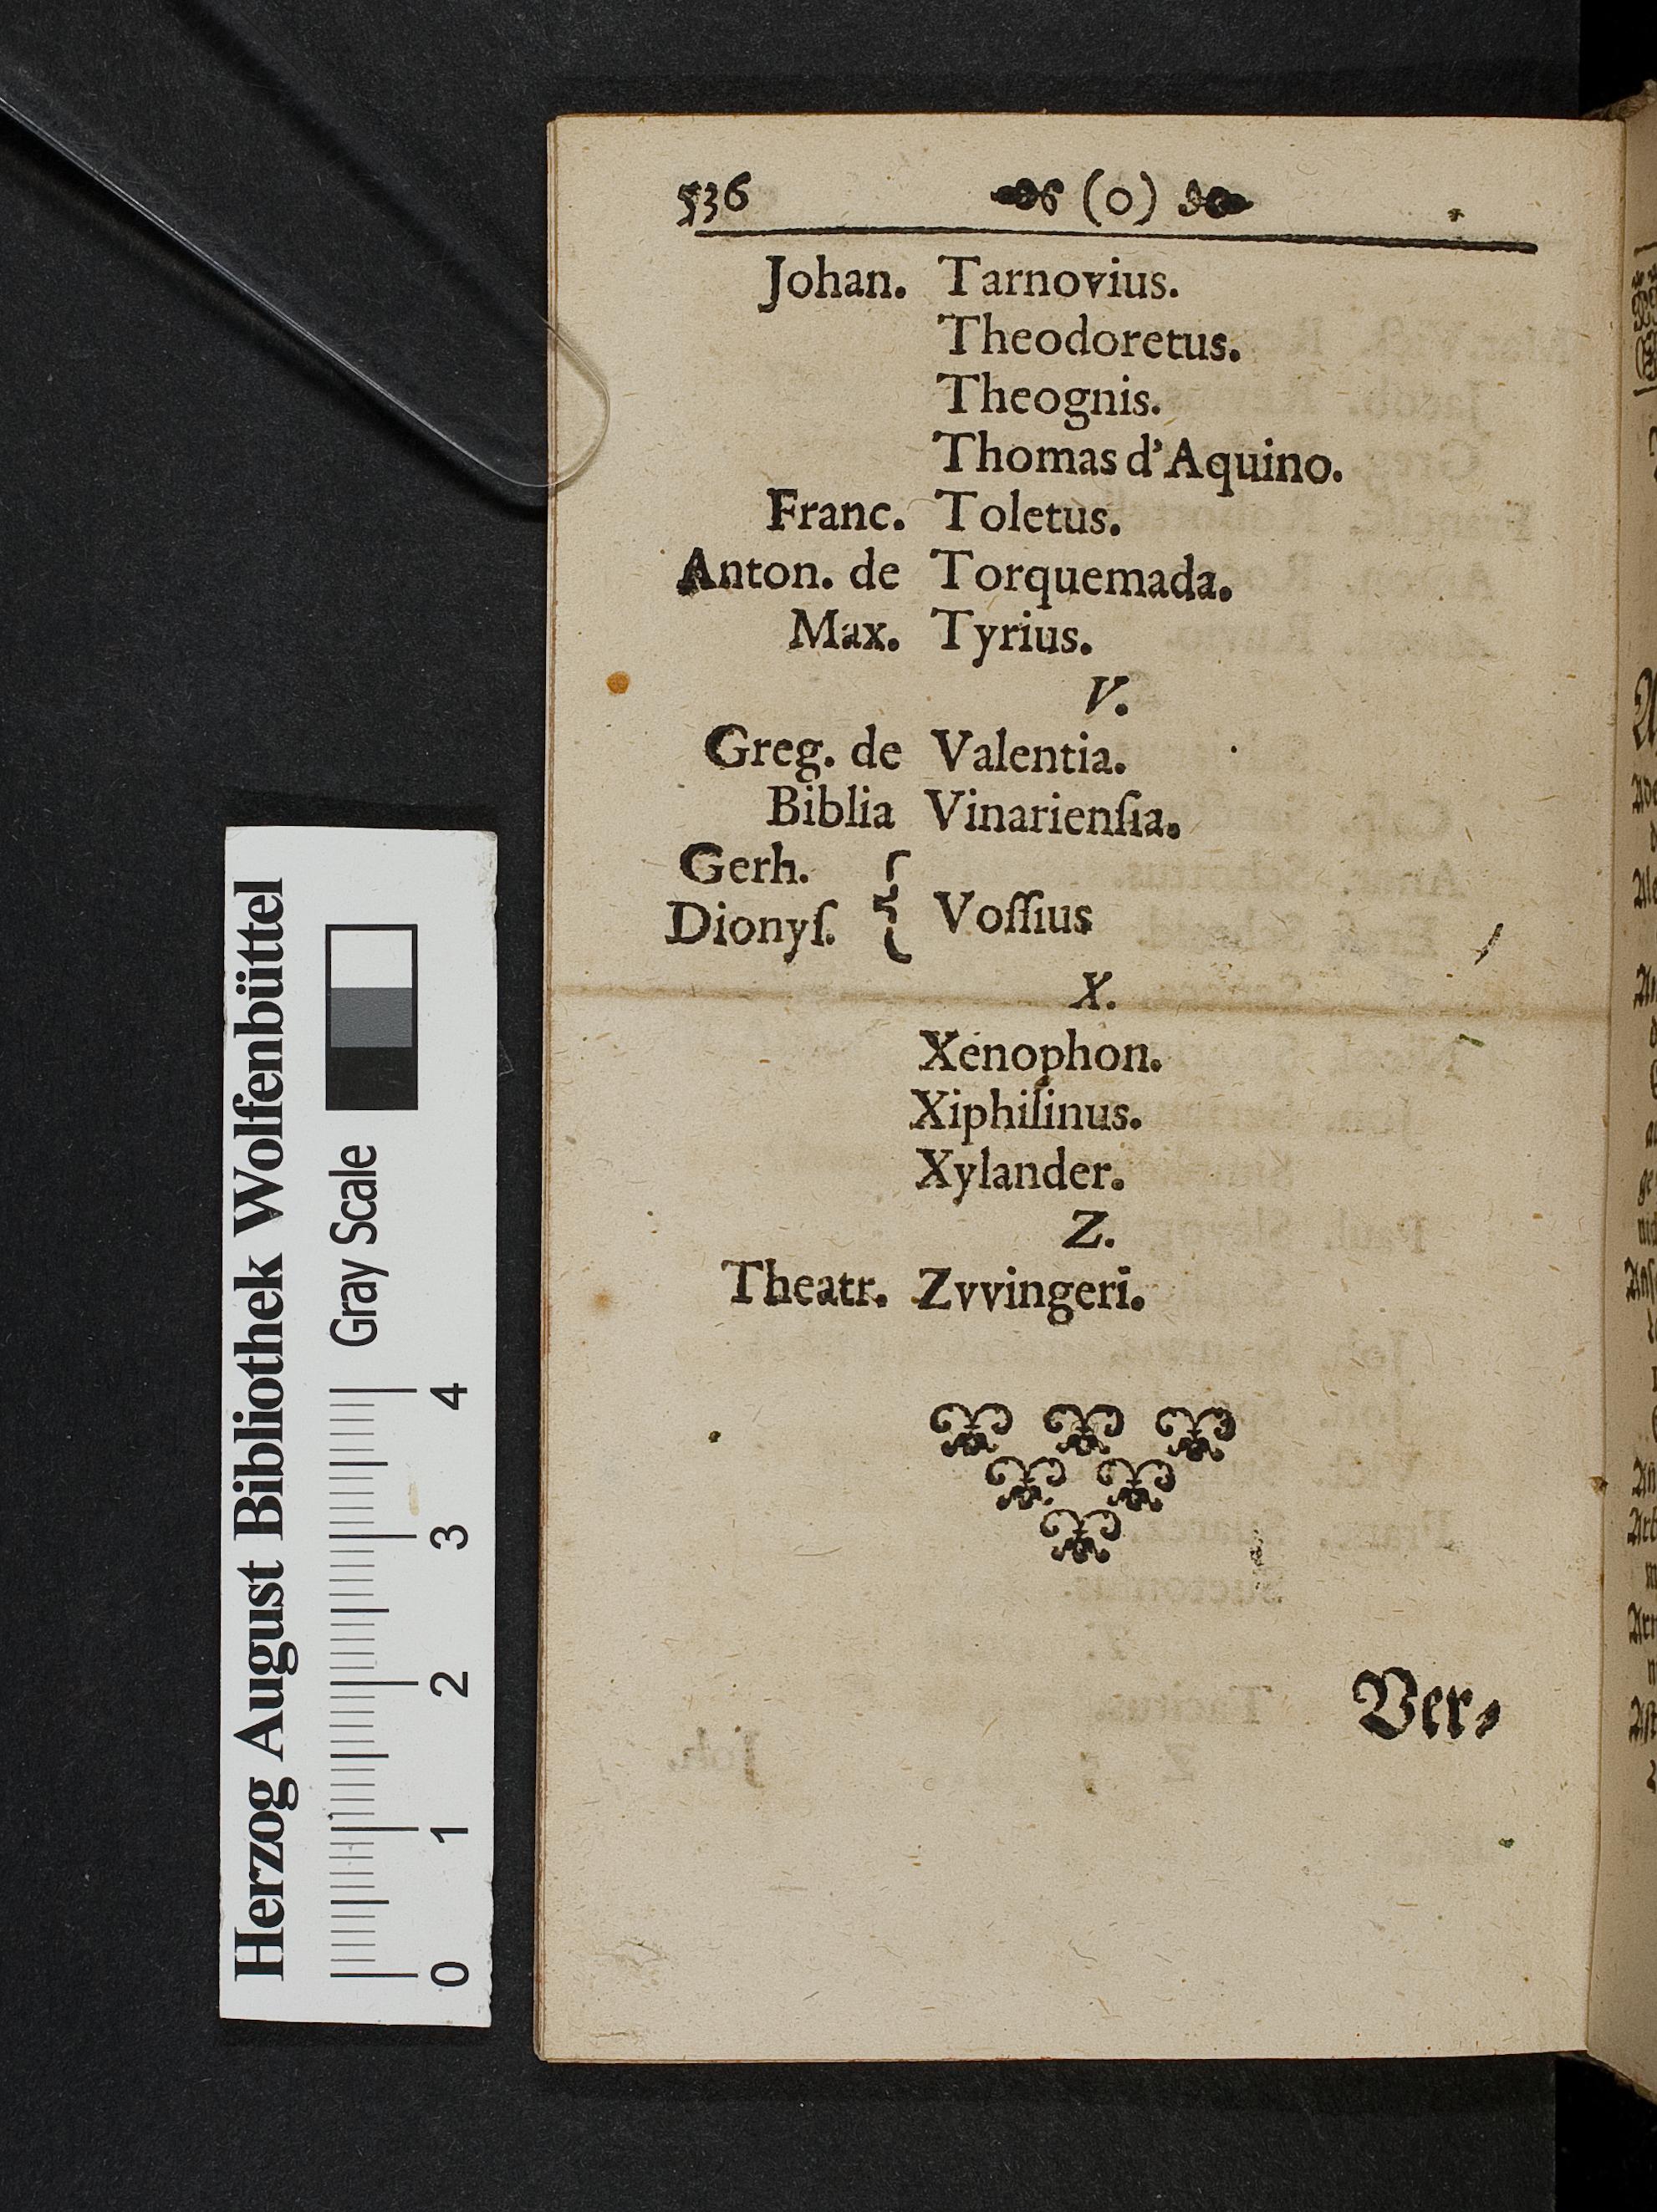 536 (o)
Johan. Tarnovius.
Theodoretus.
Theognis.
Thomas d'Aquino.
Franc. Toletus.
Anton. de Torquemada.
Max. Tyrius.
V.
Greg. de Valentia.
Biblia Vinarienſia.
Gerh.
Dionyſ. { Voſſius
X.
Xenophon.
Xiphilinus.
Xylander.
Z.
Theatr. Zvvingeri.
Ver⸗
Herzog August Bibliothek Wolfenbüttel
Gray Scale
0 1 2 3 4